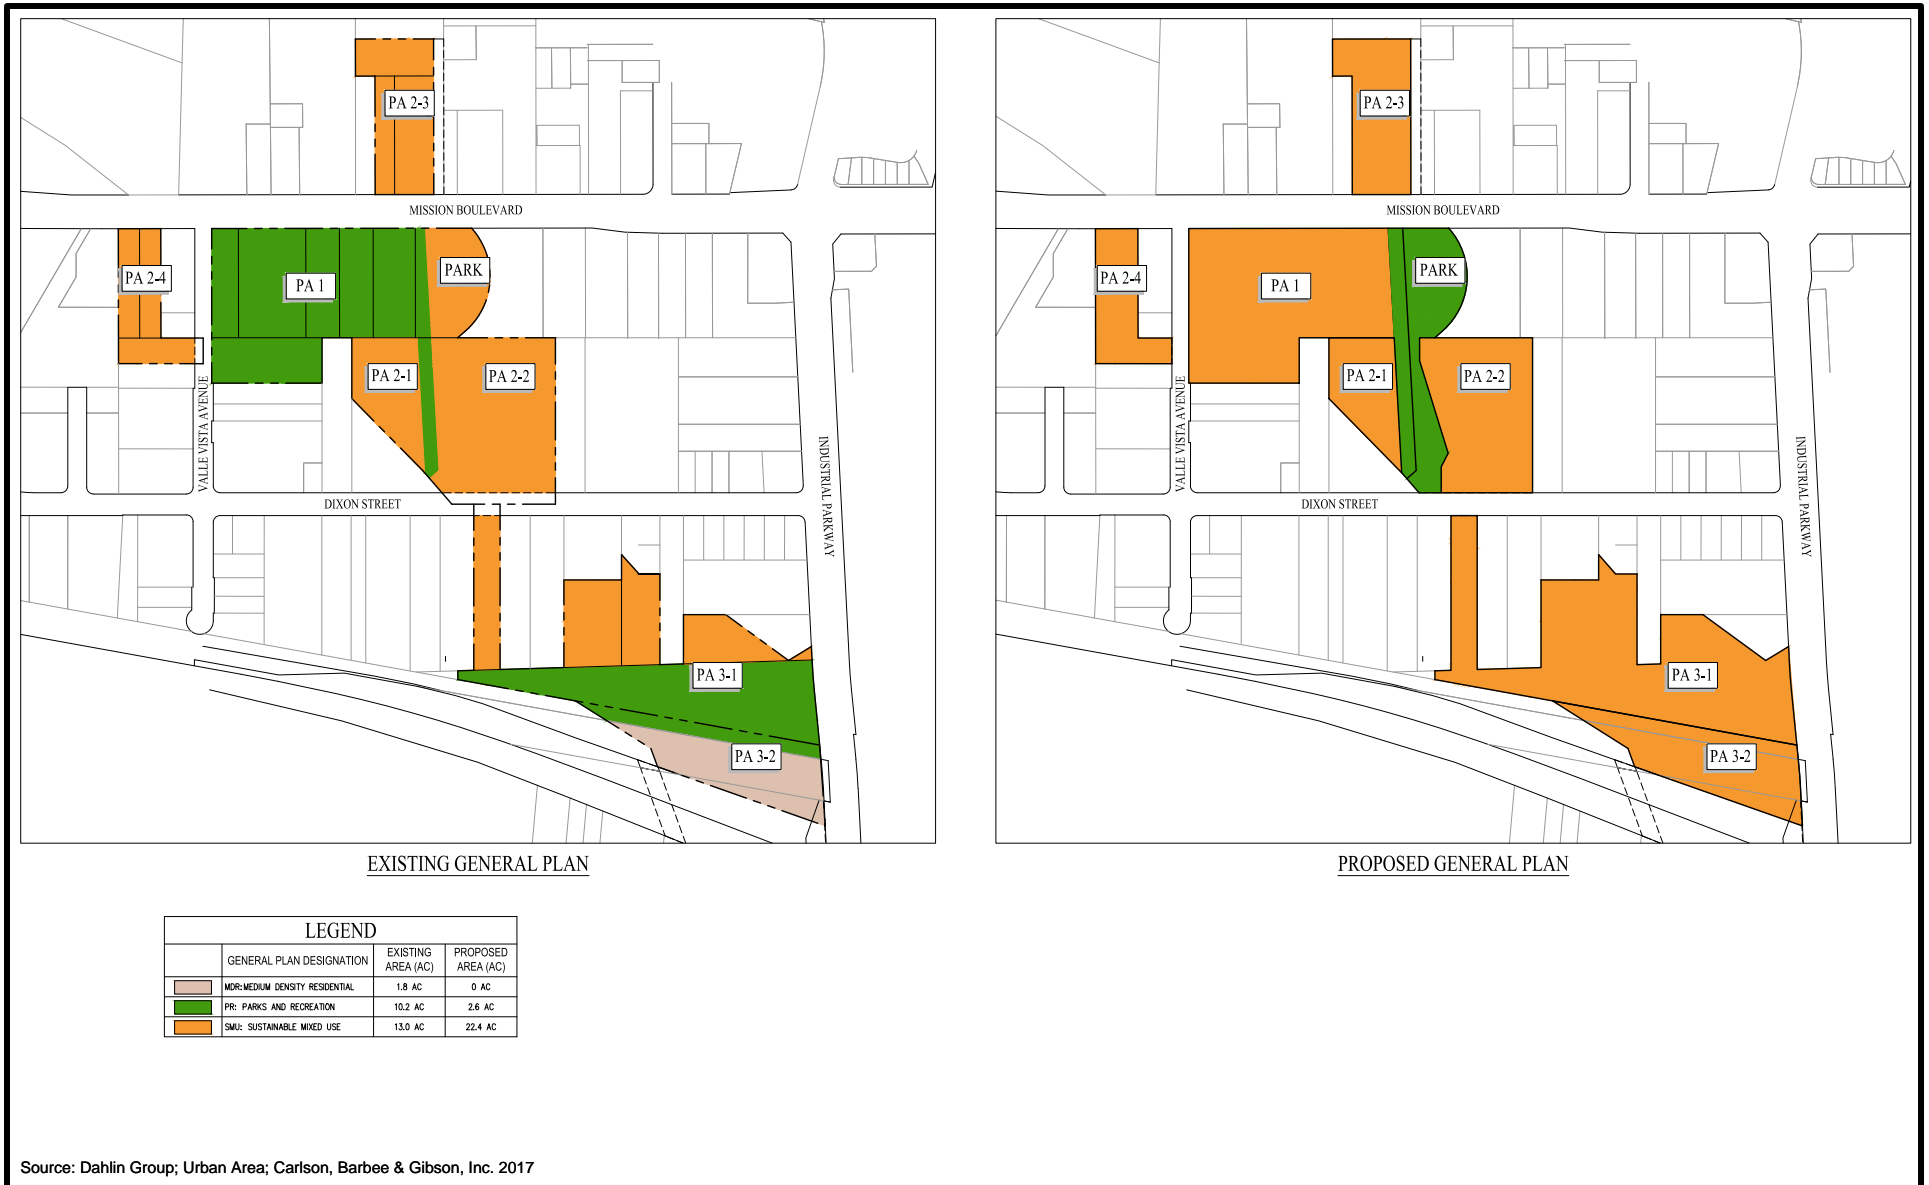 PA 2-3
MISSION BOULEVARD
PA 2-4
PA 1
PARK
PA 2-1
PA 2-2
VALLE VISTA AVENUE
DIXON STREET
INDUSTRIAL PARKWAY
PA 3-1
PA 3-2
EXISTING GENERAL PLAN
PA 2-3
MISSION BOULEVARD
PA 2-4
PA 1
PARK
PA 2-1
PA 2-2
VALLE VISTA AVENUE
DIXON STREET
INDUSTRIAL PARKWAY
PA 3-1
PA 3-2
PROPOSED GENERAL PLAN
LEGEND
GENERAL PLAN DESIGNATION EXISTING AREA (AC) PROPOSED AREA (AC)
MDR: MEDIUM DENSITY RESIDENTIAL 1.8 AC 0 AC
PR: PARKS AND RECREATION 10.2 AC 2.6 AC
SMU: SUSTAINABLE MIXED USE 13.0 AC 22.4 AC
Source: Dahlin Group; Urban Area; Carlson, Barbee & Gibson, Inc. 2017